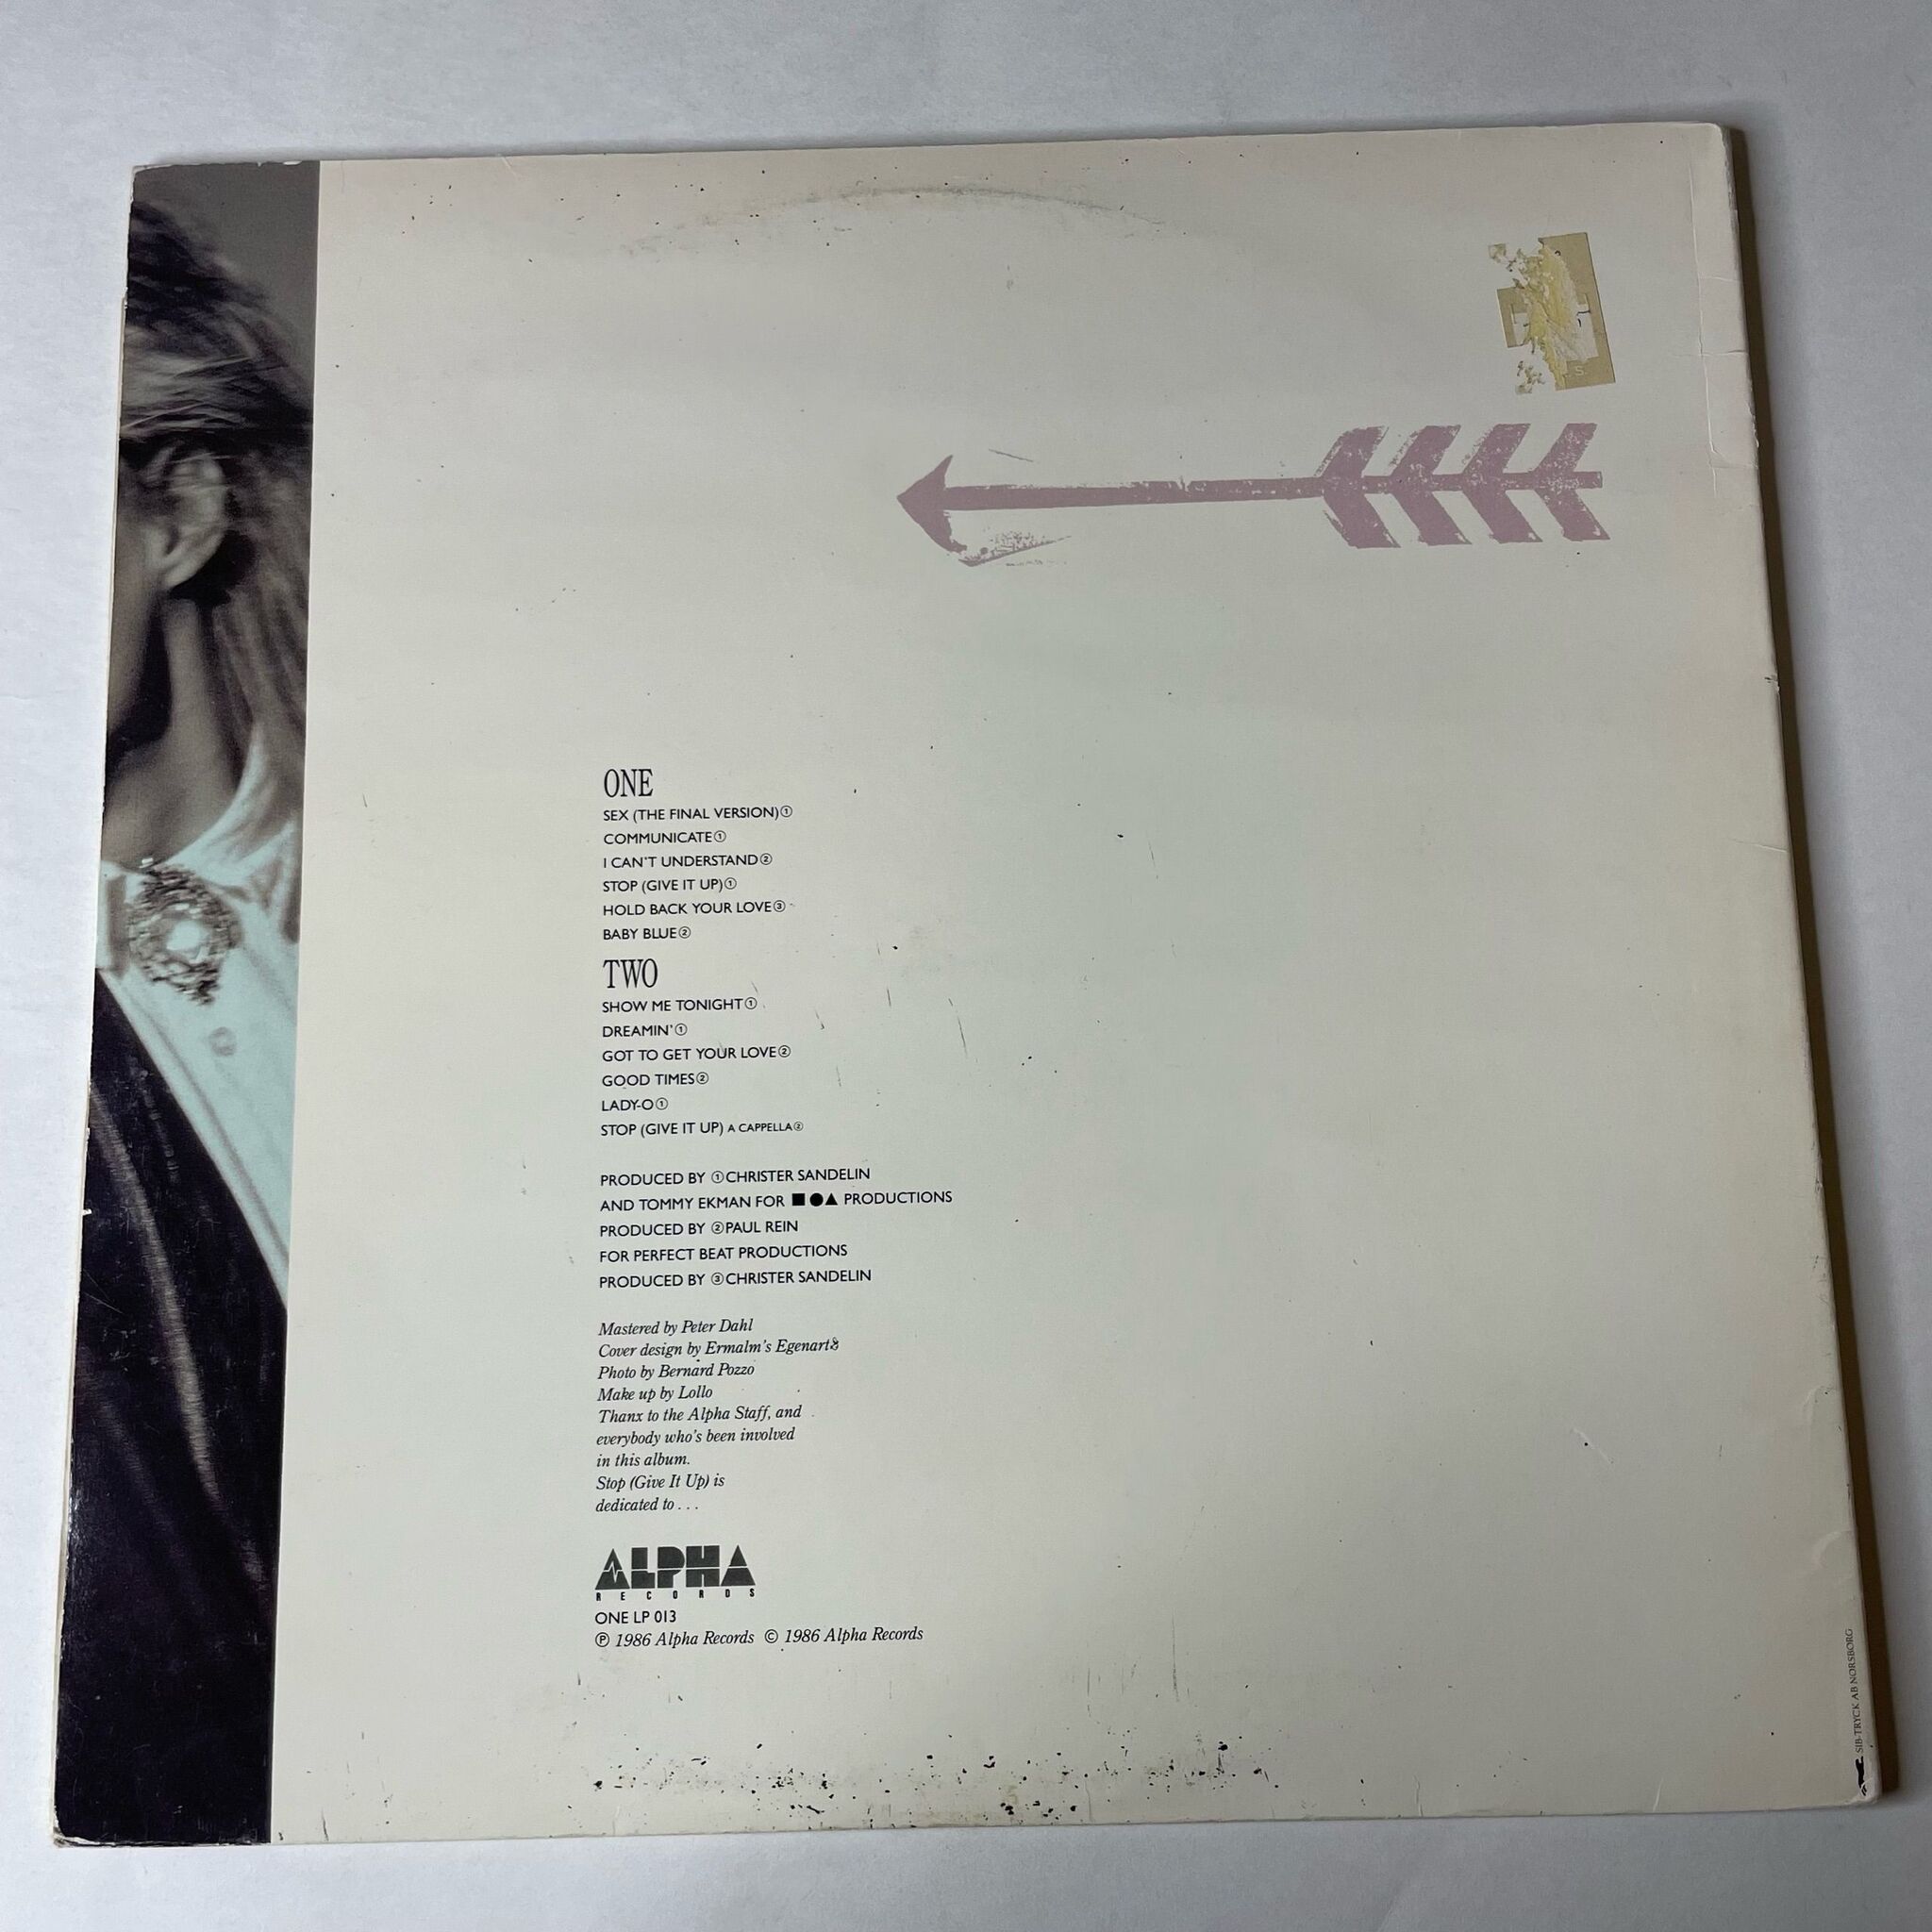 ONE
SEX (THE FINAL VERSION)①
COMMUNICATE①
I CAN'T UNDERSTAND②
STOP (GIVE IT UP)①
HOLD BACK YOUR LOVE③
BABY BLUE②
TWO
SHOW ME TONIGHT①
DREAMIN'①
GOT TO GET YOUR LOVE②
GOOD TIMES②
LADY-O①
STOP (GIVE IT UP) A CAPPELLA②
PRODUCED BY ①CHRISTER SANDELIN
AND TOMMY EKMAN FOR ■●▲ PRODUCTIONS
PRODUCED BY ②PAUL REIN
FOR PERFECT BEAT PRODUCTIONS
PRODUCED BY ③CHRISTER SANDELIN
Mastered by Peter Dahl
Cover design by Ermalm's Egenart
Photo by Bernard Pozzo
Make up by Lollo
Thanx to the Alpha Staff, and
everybody who's been involved
in this album.
Stop (Give It Up) is
dedicated to . . .
ALPHA
RECORDS
ONE LP 013
℗ 1986 Alpha Records © 1986 Alpha Records
SIB-TRYCK AB NORSBORG